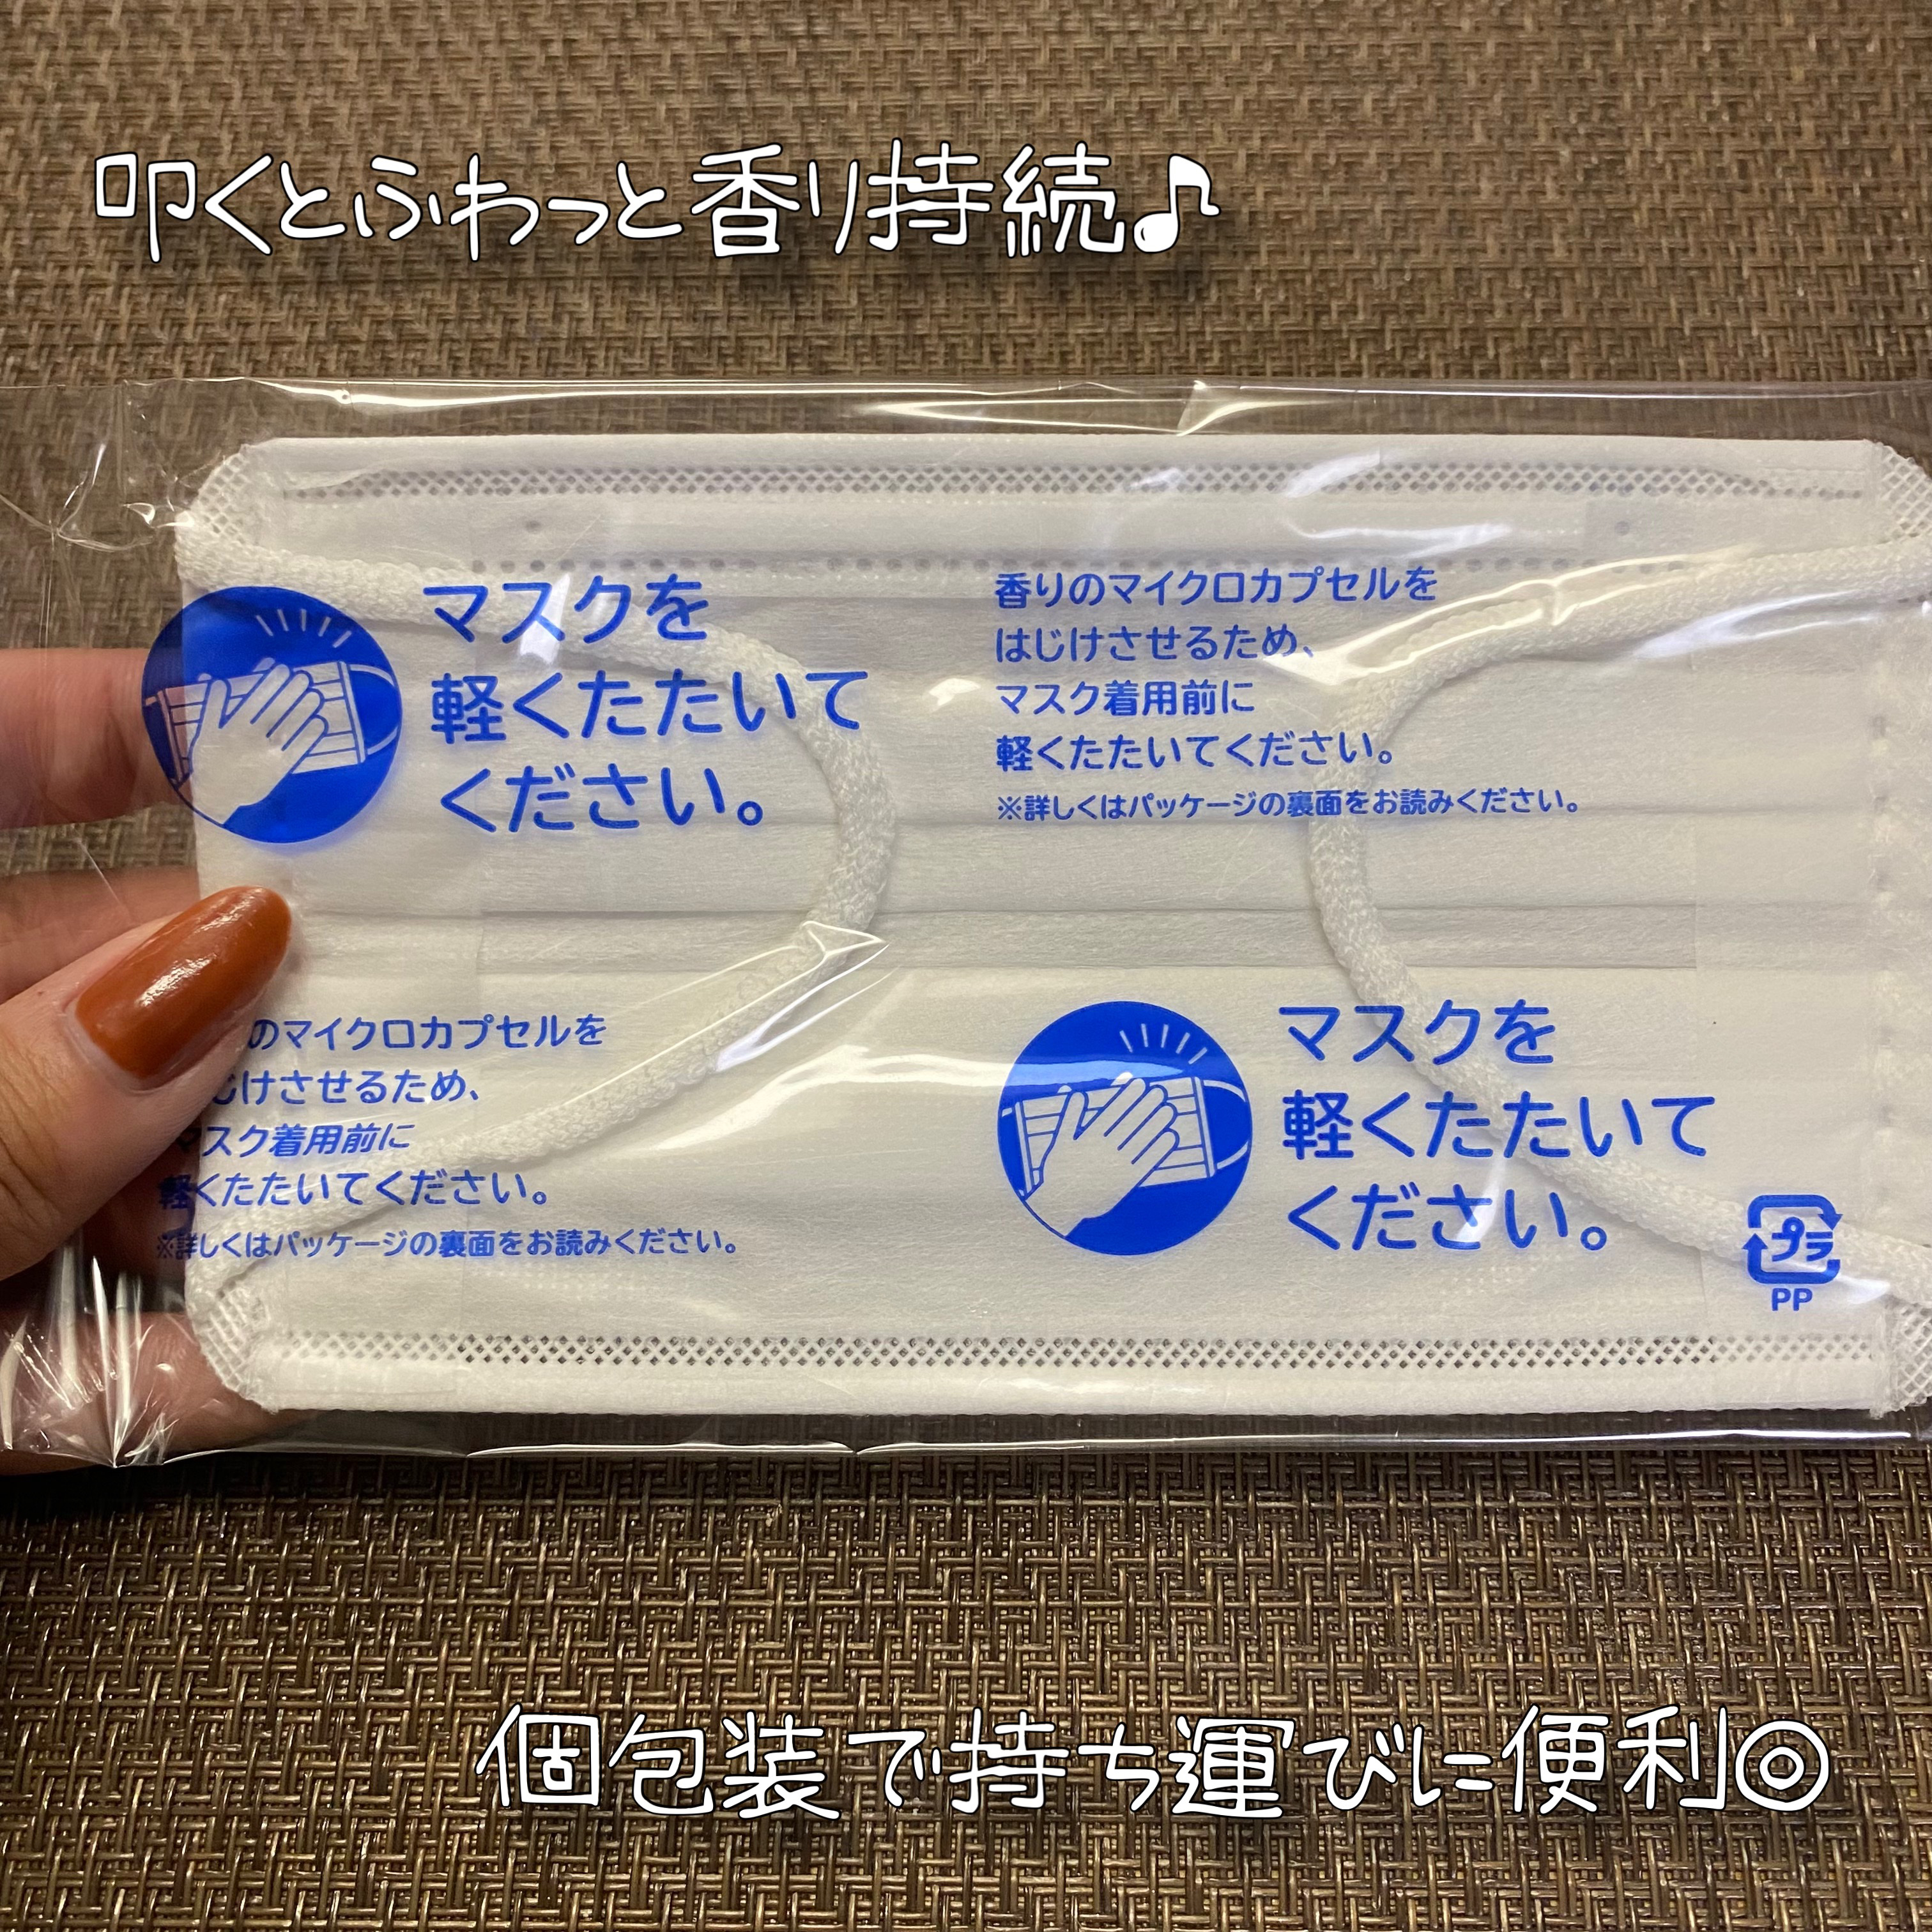 叩くとふわっと香り持続♪
マスクを
軽くたたいて
ください。
香りのマイクロカプセルを
はじけさせるため、
マスク着用前に
軽くたたいてください。
※詳しくはパッケージの裏面をお読みください。
のマイクロカプセルを
じけさせるため、
マスク着用前に
軽くたたいてください。
※詳しくはパッケージの裏面をお読みください。
マスクを
軽くたたいて
ください。
プラ
PP
個包装で持ち運びに便利◎